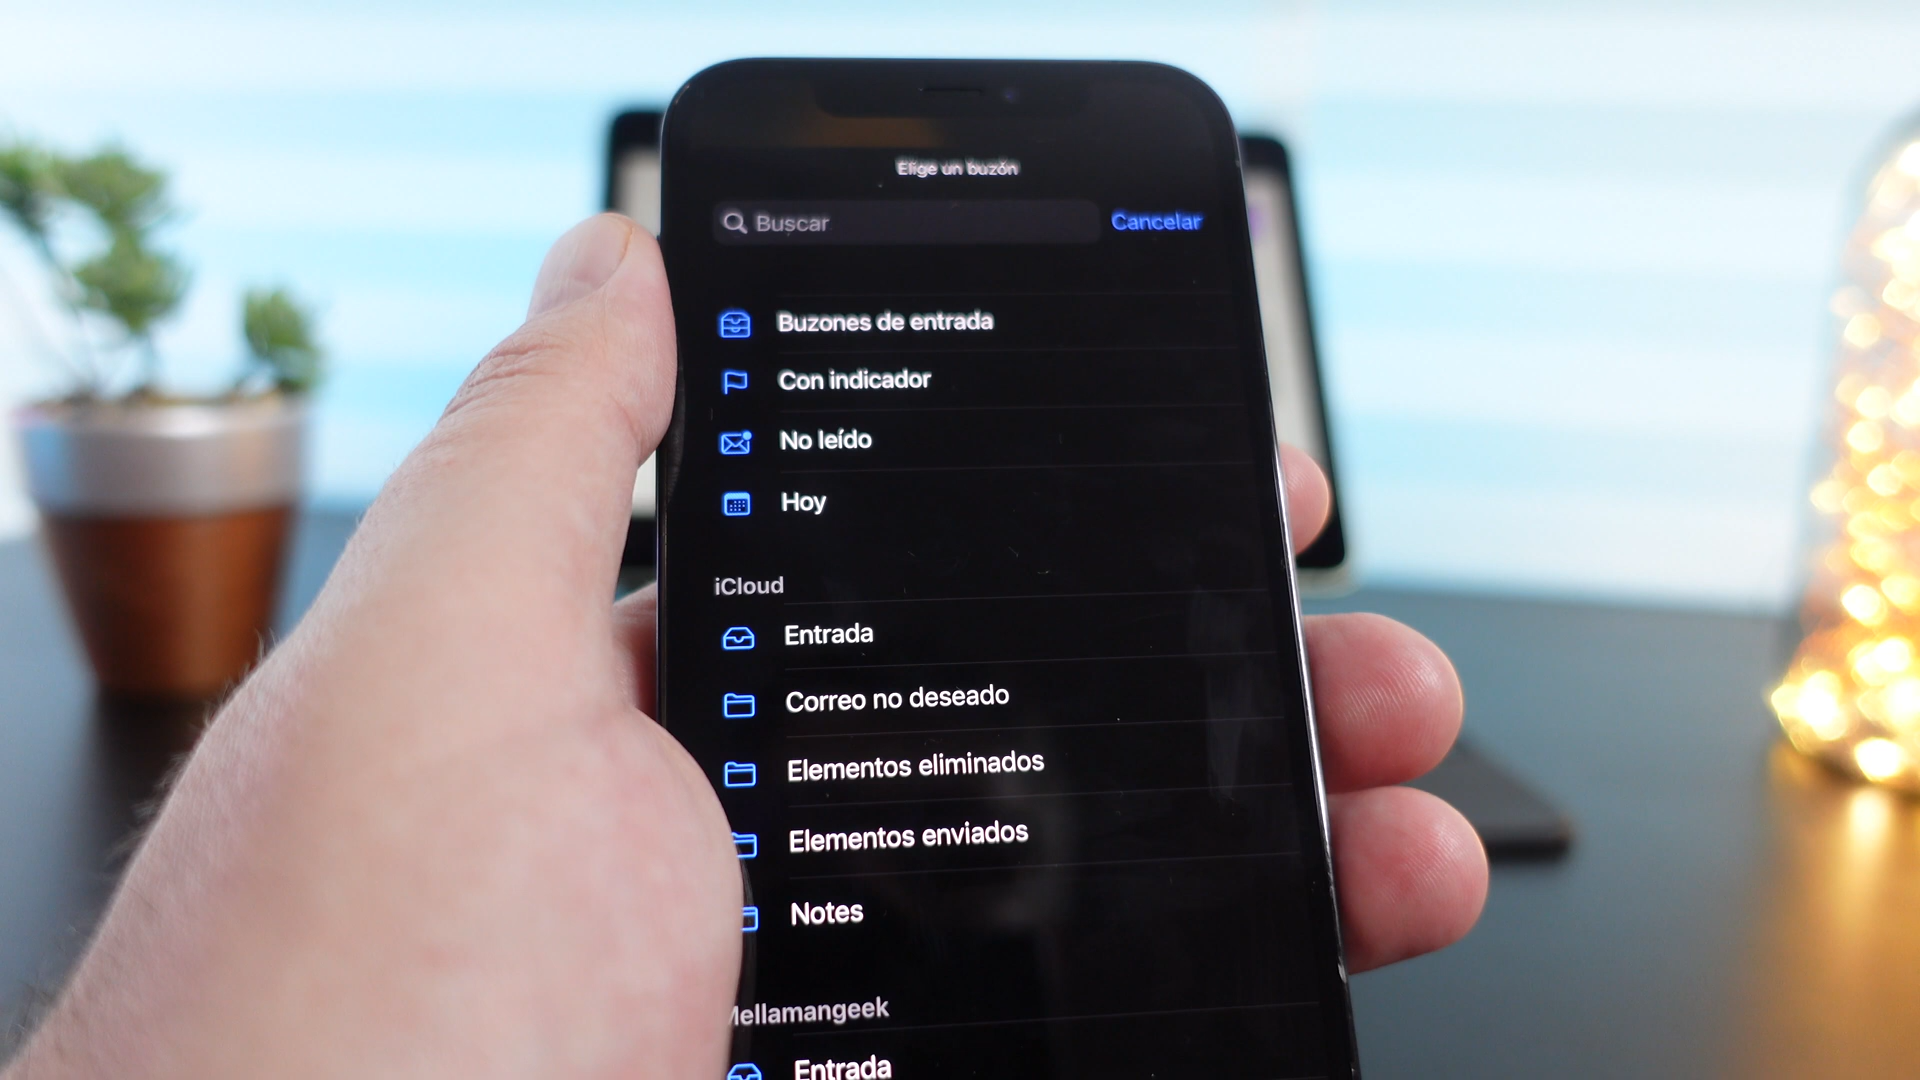 Elige un buzón
Buscar
Cancelar
Buzones de entrada
Con indicador
No leído
Hoy
iCloud
Entrada
Correo no deseado
Elementos eliminados
Elementos enviados
Notes
Mellamangeek
Entrada